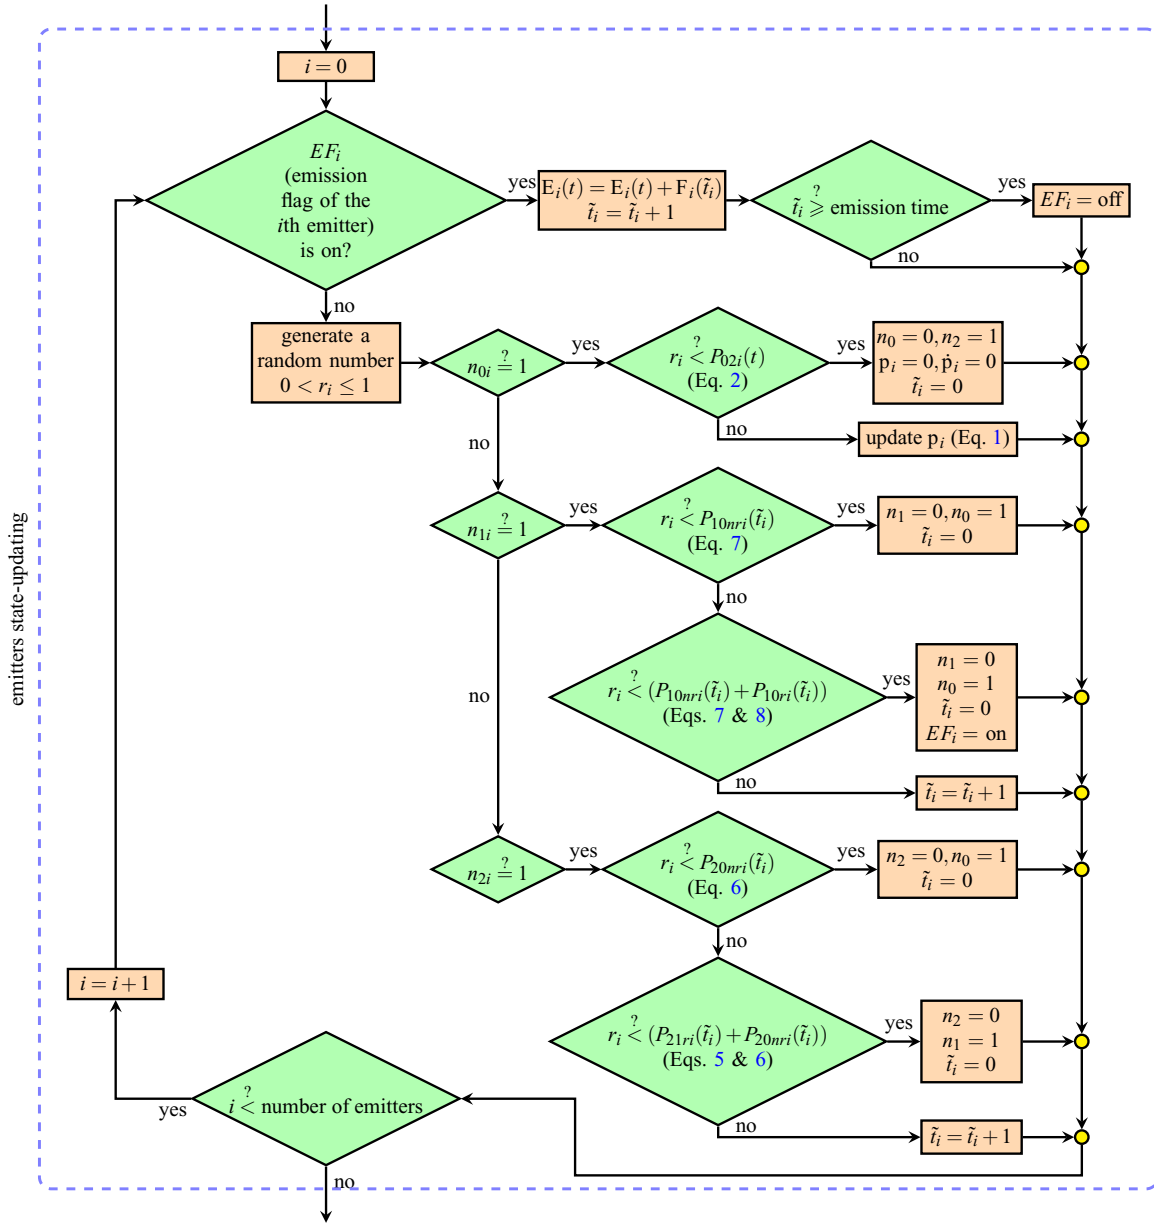 i = 0
EF_i
(emission
flag of the
ith emitter)
is on?
yes
E_i(t) = E_i(t) + F_i(t̃_i)
t̃_i = t̃_i + 1
t̃_i ⩾? emission time
yes
EF_i = off
no
no
generate a
random number
0 < r_i ≤ 1
n_0i =? 1
yes
r_i <? P_02i(t)
(Eq. 2)
yes
n_0 = 0, n_2 = 1
p_i = 0, ṗ_i = 0
t̃_i = 0
no
update p_i (Eq. 1)
no
n_1i =? 1
yes
r_i <? P_10nri(t̃_i)
(Eq. 7)
yes
n_1 = 0, n_0 = 1
t̃_i = 0
no
r_i <? (P_10nri(t̃_i) + P_10ri(t̃_i))
(Eqs. 7 & 8)
yes
n_1 = 0
n_0 = 1
t̃_i = 0
EF_i = on
no
t̃_i = t̃_i + 1
no
n_2i =? 1
yes
r_i <? P_20nri(t̃_i)
(Eq. 6)
yes
n_2 = 0, n_0 = 1
t̃_i = 0
no
r_i <? (P_21ri(t̃_i) + P_20nri(t̃_i))
(Eqs. 5 & 6)
yes
n_2 = 0
n_1 = 1
t̃_i = 0
no
t̃_i = t̃_i + 1
i <? number of emitters
yes
i = i + 1
no
emitters state-updating